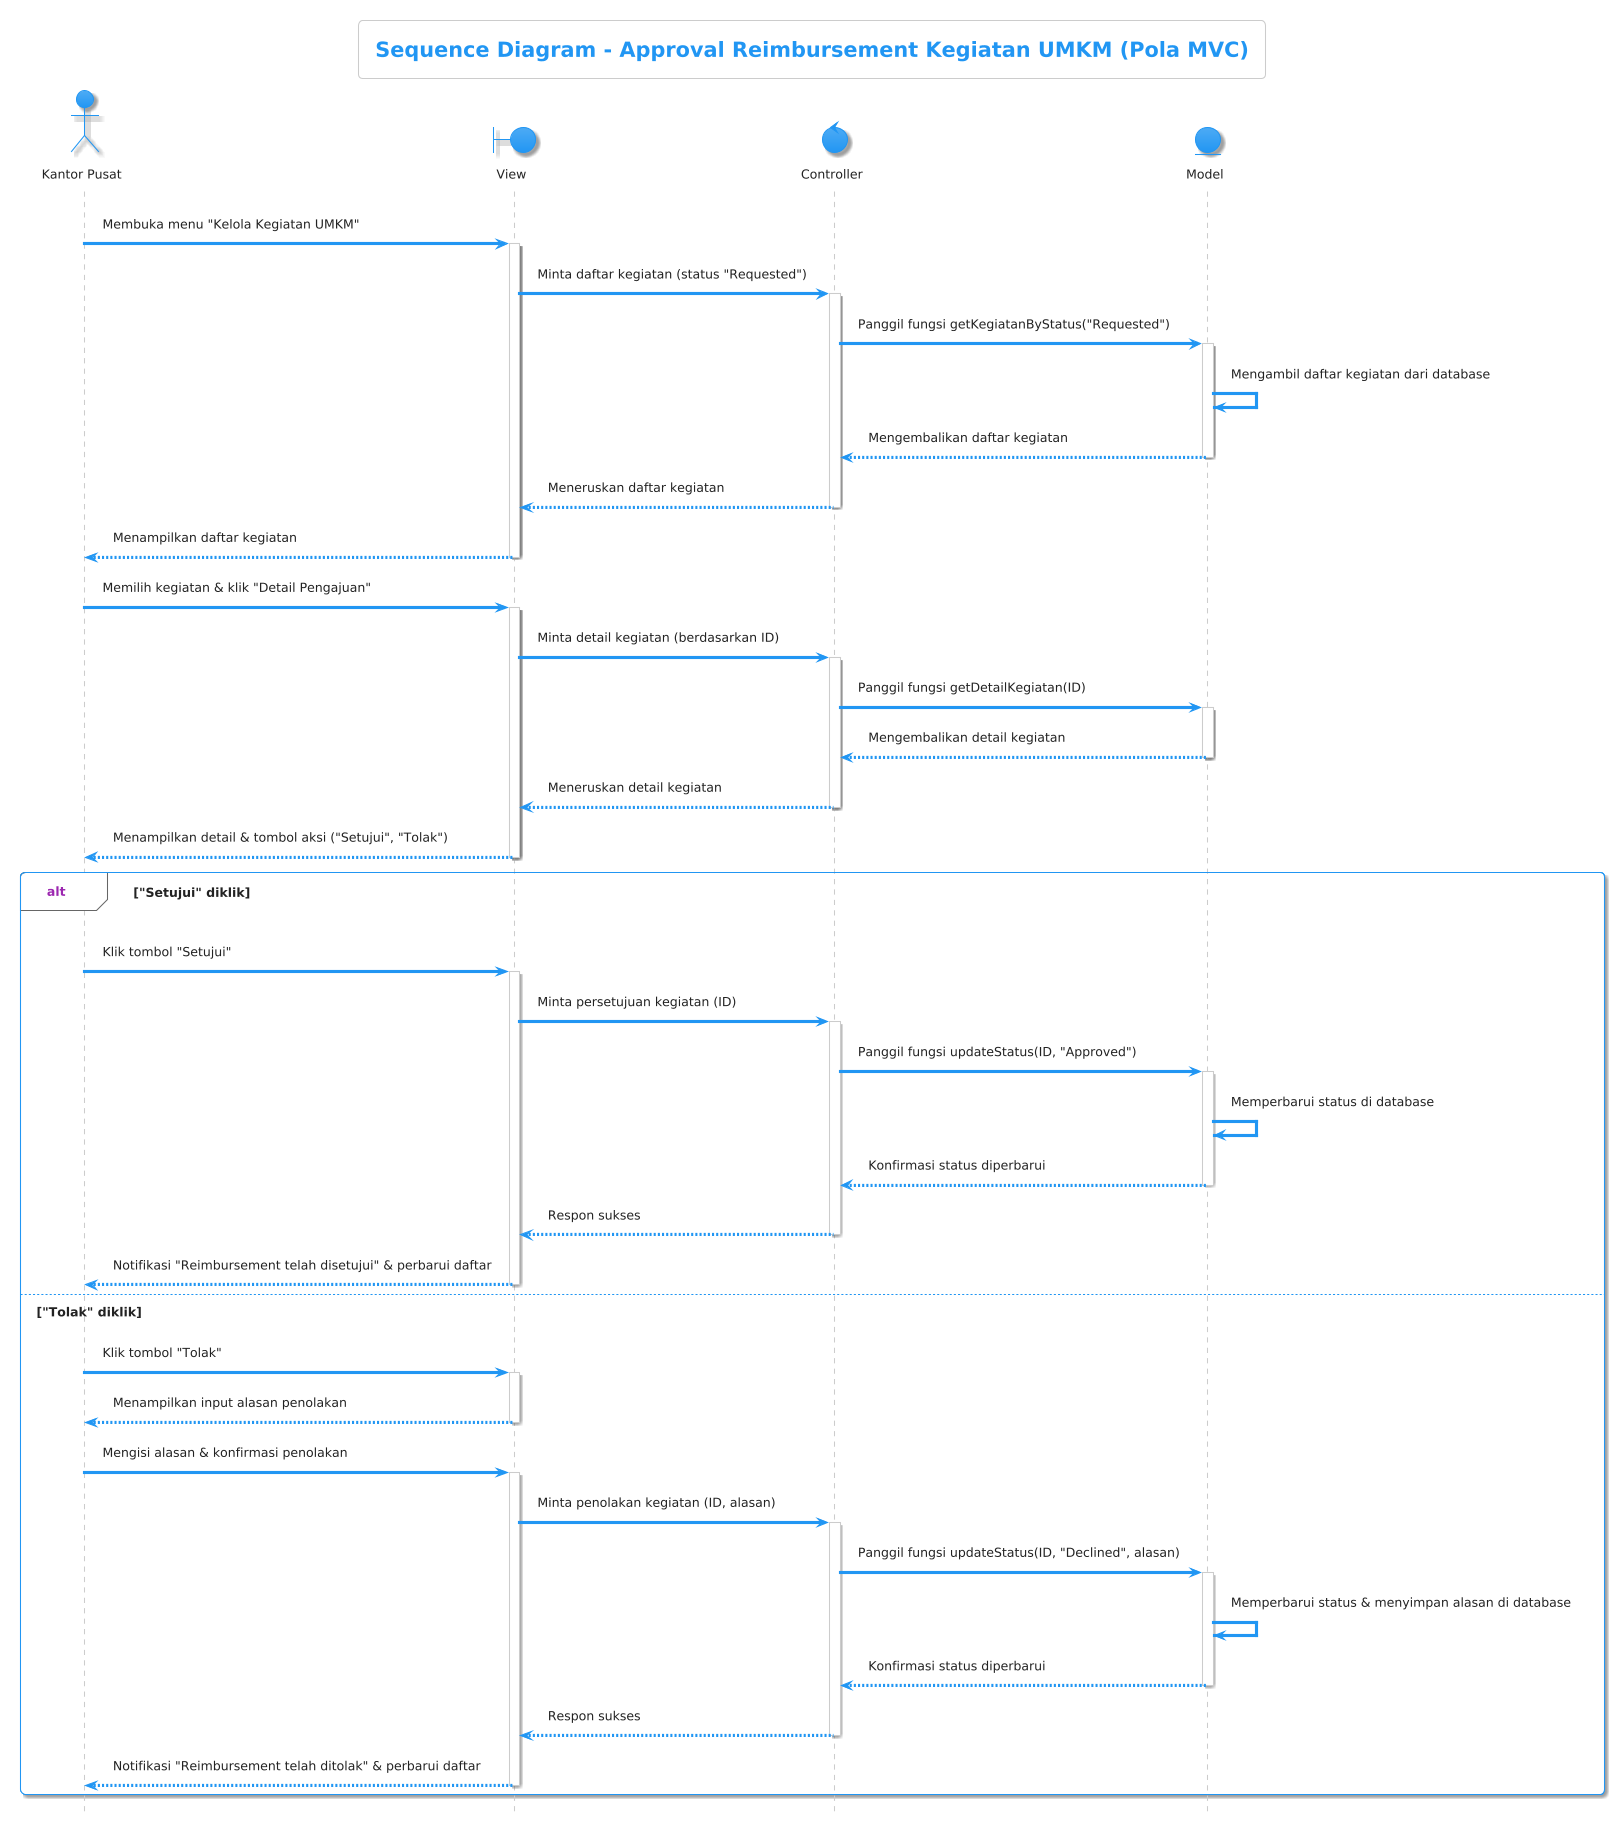 Sequence Diagram - Approval Reimbursement Kegiatan UMKM (Pola MVC)
Kantor Pusat
View
Controller
Model
Membuka menu "Kelola Kegiatan UMKM"
Minta daftar kegiatan (status "Requested")
Panggil fungsi getKegiatanByStatus("Requested")
Mengambil daftar kegiatan dari database
Mengembalikan daftar kegiatan
Meneruskan daftar kegiatan
Menampilkan daftar kegiatan
Memilih kegiatan & klik "Detail Pengajuan"
Minta detail kegiatan (berdasarkan ID)
Panggil fungsi getDetailKegiatan(ID)
Mengembalikan detail kegiatan
Meneruskan detail kegiatan
Menampilkan detail & tombol aksi ("Setujui", "Tolak")
alt
["Setujui" diklik]
Klik tombol "Setujui"
Minta persetujuan kegiatan (ID)
Panggil fungsi updateStatus(ID, "Approved")
Memperbarui status di database
Konfirmasi status diperbarui
Respon sukses
Notifikasi "Reimbursement telah disetujui" & perbarui daftar
["Tolak" diklik]
Klik tombol "Tolak"
Menampilkan input alasan penolakan
Mengisi alasan & konfirmasi penolakan
Minta penolakan kegiatan (ID, alasan)
Panggil fungsi updateStatus(ID, "Declined", alasan)
Memperbarui status & menyimpan alasan di database
Konfirmasi status diperbarui
Respon sukses
Notifikasi "Reimbursement telah ditolak" & perbarui daftar